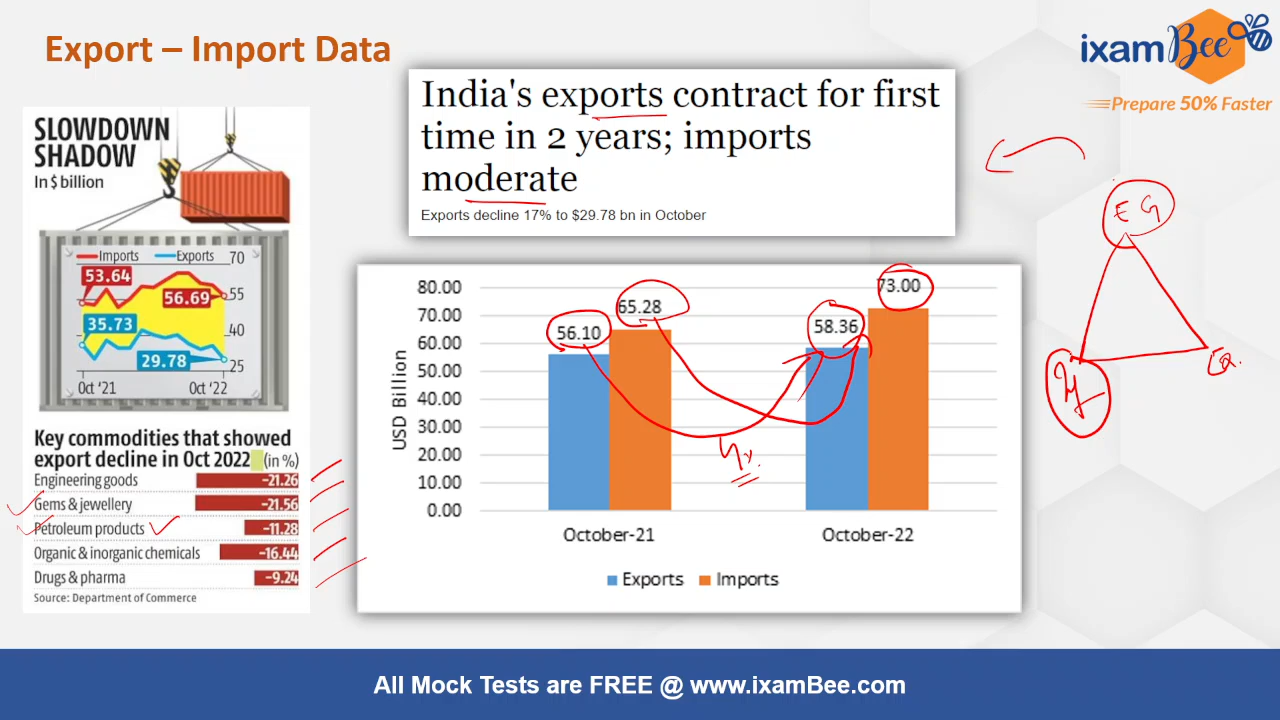 Export – Import Data
ixamBee
Prepare 50% Faster
India's exports contract for first
time in 2 years; imports
moderate
Exports decline 17% to $29.78 bn in October
SLOWDOWN
SHADOW
In $ billion
Imports Exports 70
53.64
56.69 55
35.73 40
29.78 25
Oct '21 Oct '22
Key commodities that showed
export decline in Oct 2022 (in %)
Engineering goods −21.26
Gems & jewellery −21.56
Petroleum products −11.28
Organic & inorganic chemicals −16.44
Drugs & pharma −9.24
Source: Department of Commerce
USD Billion
80.00
70.00
60.00
50.00
40.00
30.00
20.00
10.00
0.00
56.10
65.28
58.36
73.00
October-21 October-22
Exports Imports
E G
All Mock Tests are FREE @ www.ixamBee.com